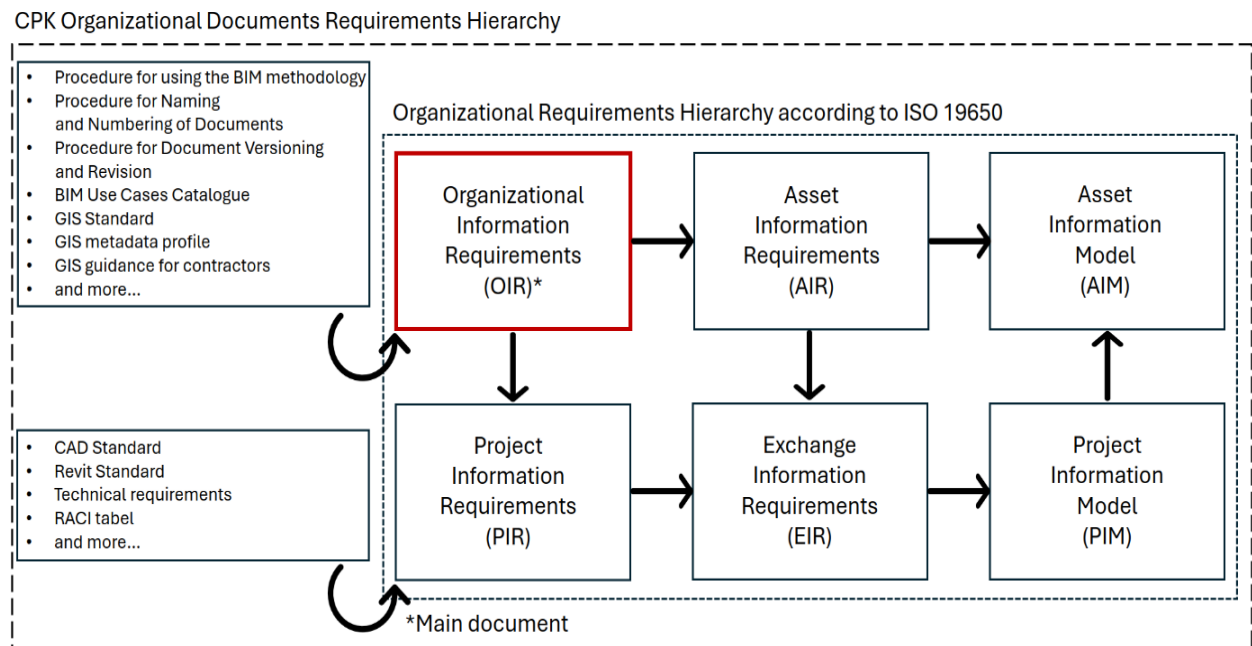 CPK Organizational Documents Requirements Hierarchy
• Procedure for using the BIM methodology
• Procedure for Naming
and Numbering of Documents
• Procedure for Document Versioning
and Revision
• BIM Use Cases Catalogue
• GIS Standard
• GIS metadata profile
• GIS guidance for contractors
• and more...
Organizational Requirements Hierarchy according to ISO 19650
Organizational
Information
Requirements
(OIR)*
Asset
Information
Requirements
(AIR)
Asset
Information
Model
(AIM)
• CAD Standard
• Revit Standard
• Technical requirements
• RACI tabel
• and more...
Project
Information
Requirements
(PIR)
Exchange
Information
Requirements
(EIR)
Project
Information
Model
(PIM)
*Main document